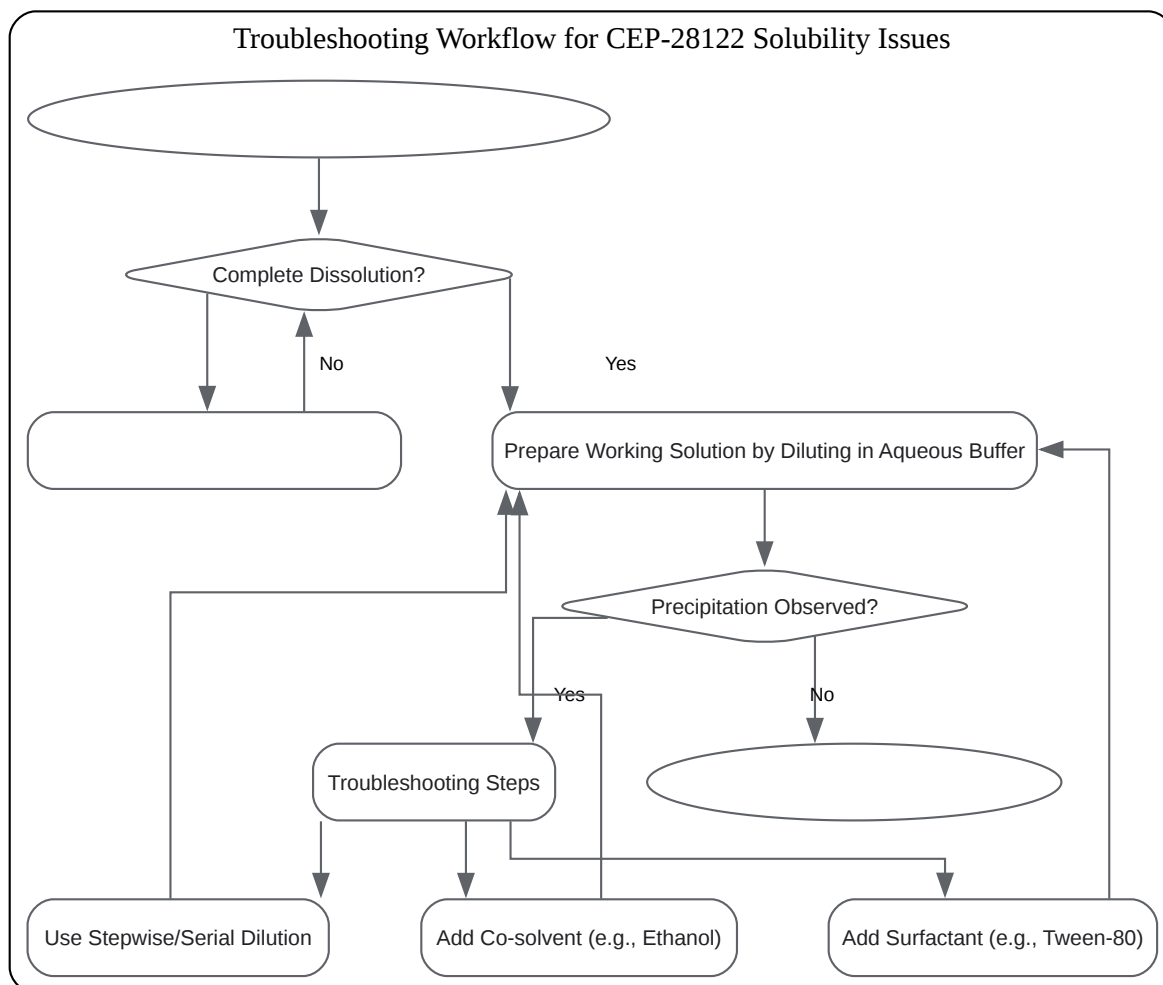 Troubleshooting Workflow for CEP-28122 Solubility Issues
Complete Dissolution?
No
Yes
Prepare Working Solution by Diluting in Aqueous Buffer
Precipitation Observed?
Yes
No
Troubleshooting Steps
Use Stepwise/Serial Dilution
Add Co-solvent (e.g., Ethanol)
Add Surfactant (e.g., Tween-80)